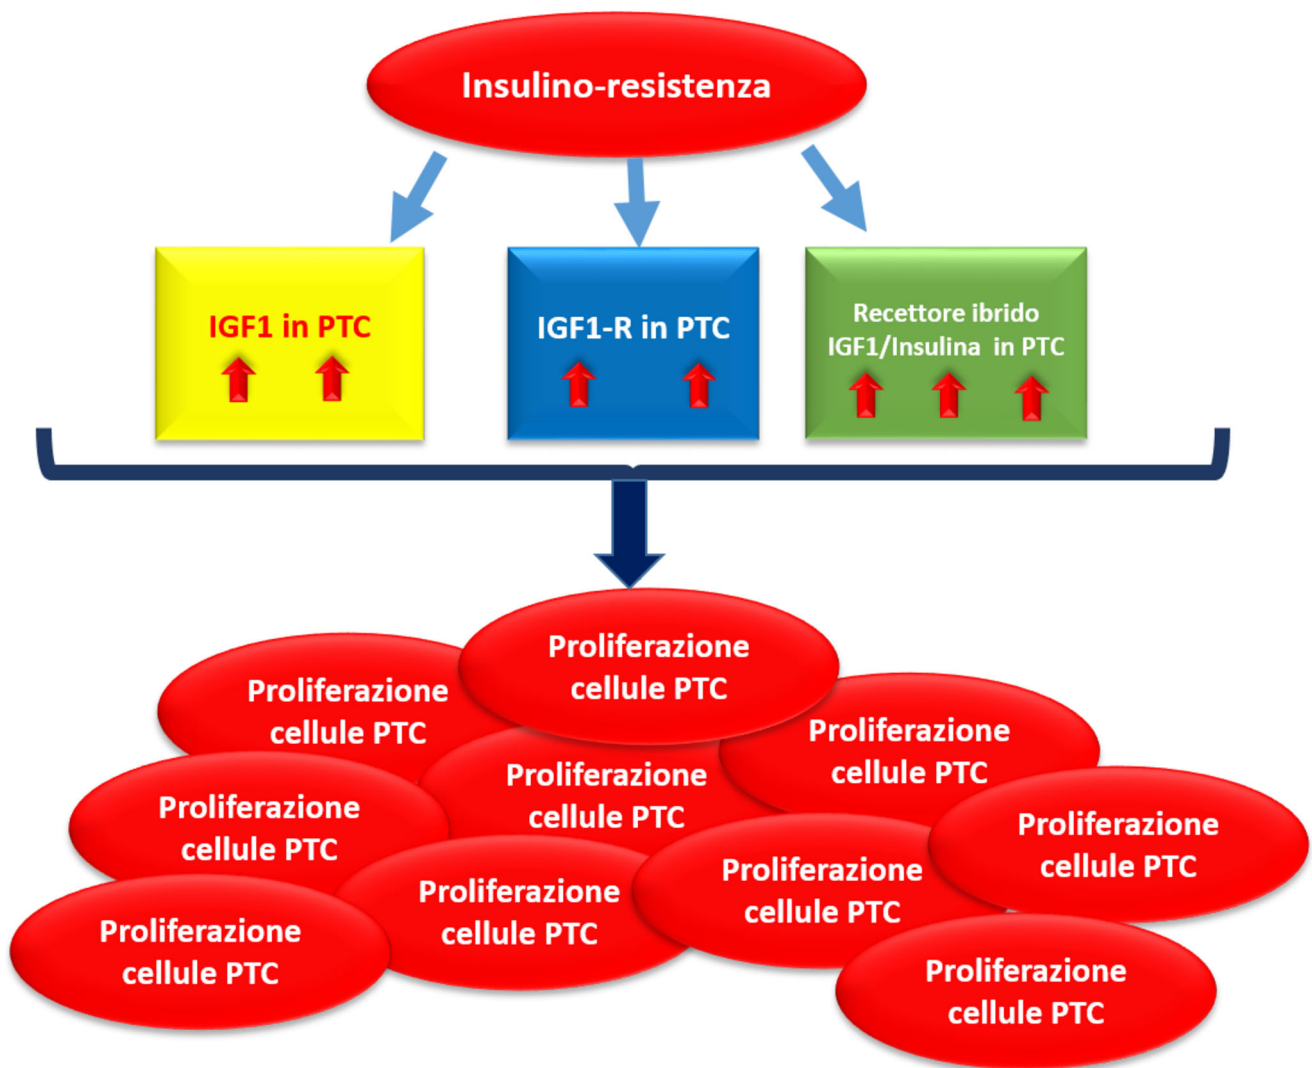 Insulino-resistenza
IGF1 in PTC
IGF1-R in PTC
Recettore ibrido
IGF1/Insulina in PTC
Proliferazione
cellule PTC
Proliferazione
cellule PTC
Proliferazione
cellule PTC
Proliferazione
cellule PTC
Proliferazione
cellule PTC
Proliferazione
cellule PTC
Proliferazione
cellule PTC
Proliferazione
cellule PTC
Proliferazione
cellule PTC
Proliferazione
cellule PTC